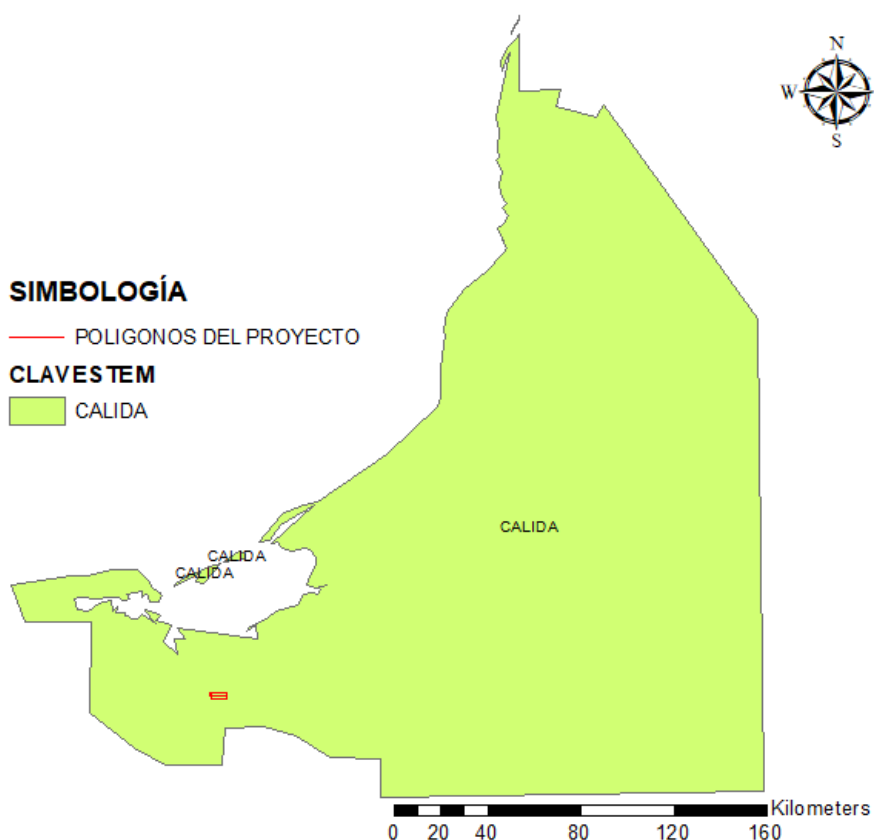 N
W
S
SIMBOLOGÍA
POLIGONOS DEL PROYECTO
CLAVESTEM
CALIDA
CALIDA
CALIDA
CALIDA
Kilometers
0 20 40 80 120 160